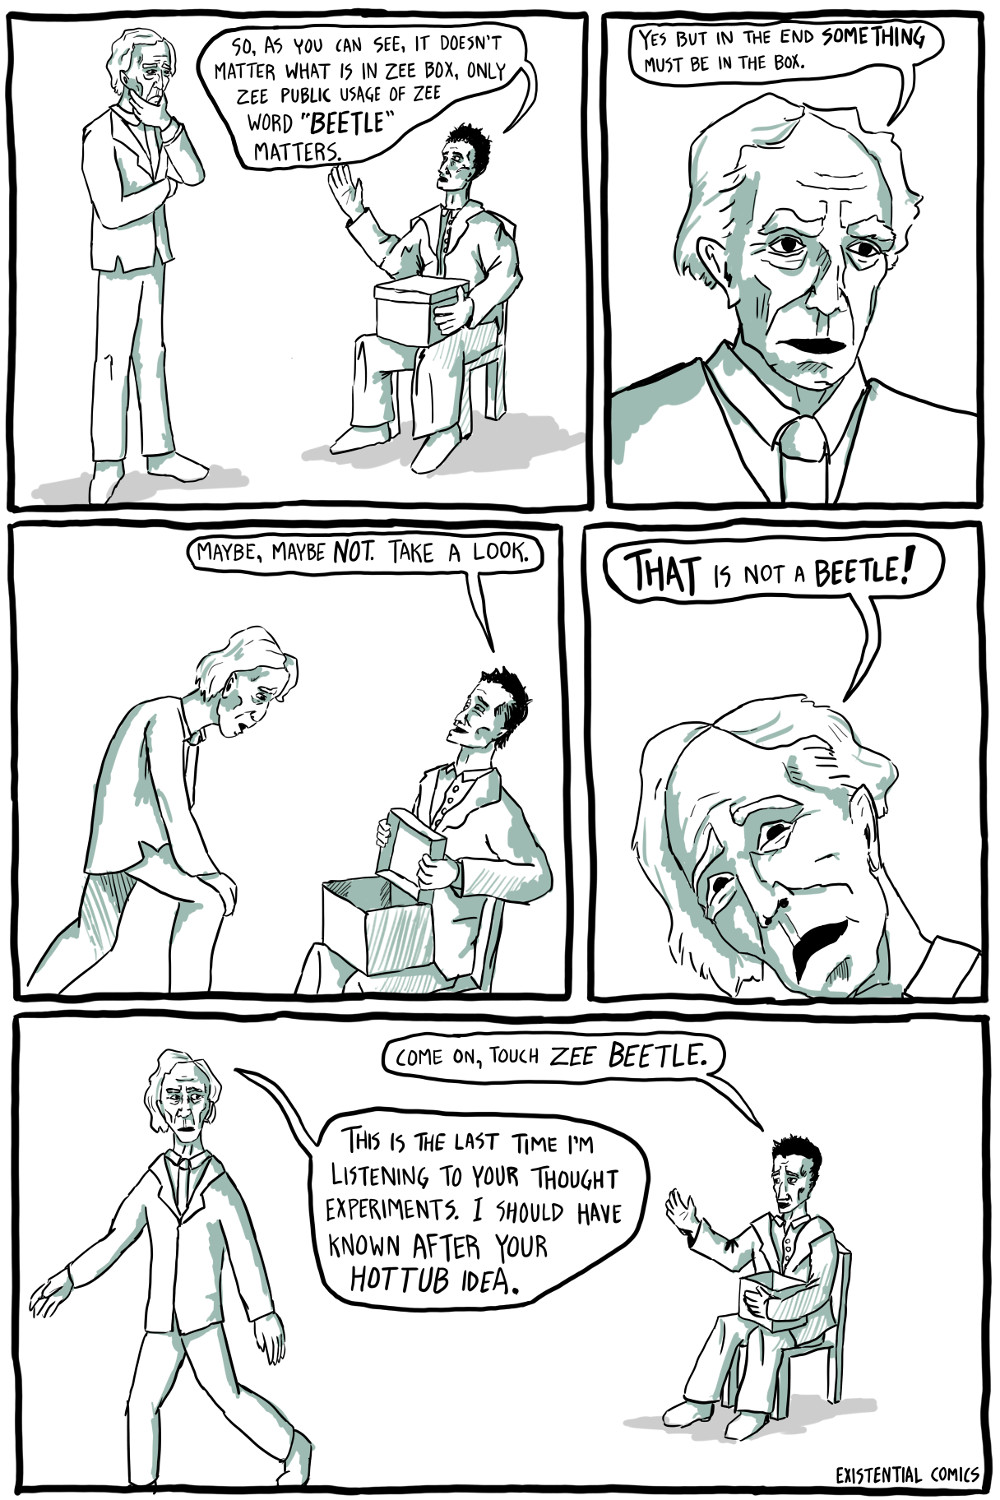 SO, AS YOU CAN SEE, IT DOESN'T
MATTER WHAT IS IN ZEE BOX, ONLY
ZEE PUBLIC USAGE OF ZEE
WORD "BEETLE"
MATTERS.
YES BUT IN THE END SOMETHING
MUST BE IN THE BOX.
MAYBE, MAYBE NOT. TAKE A LOOK.
THAT IS NOT A BEETLE!
COME ON, TOUCH ZEE BEETLE.
THIS IS THE LAST TIME I'M
LISTENING TO YOUR THOUGHT
EXPERIMENTS. I SHOULD HAVE
KNOWN AFTER YOUR
HOTTUB IDEA.
EXISTENTIAL COMICS